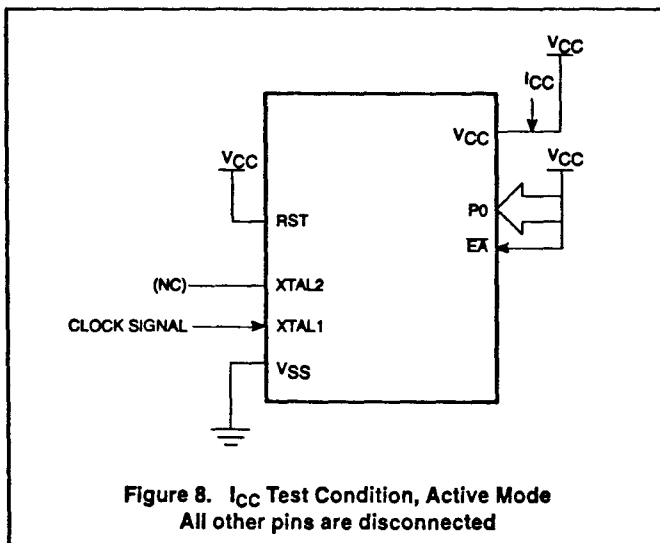 VCC
ICC
VCC
VCC
VCC
P0
EA
VCC
RST
(NC)
XTAL2
CLOCK SIGNAL
XTAL1
VSS
Figure 8. ICC Test Condition, Active Mode
All other pins are disconnected